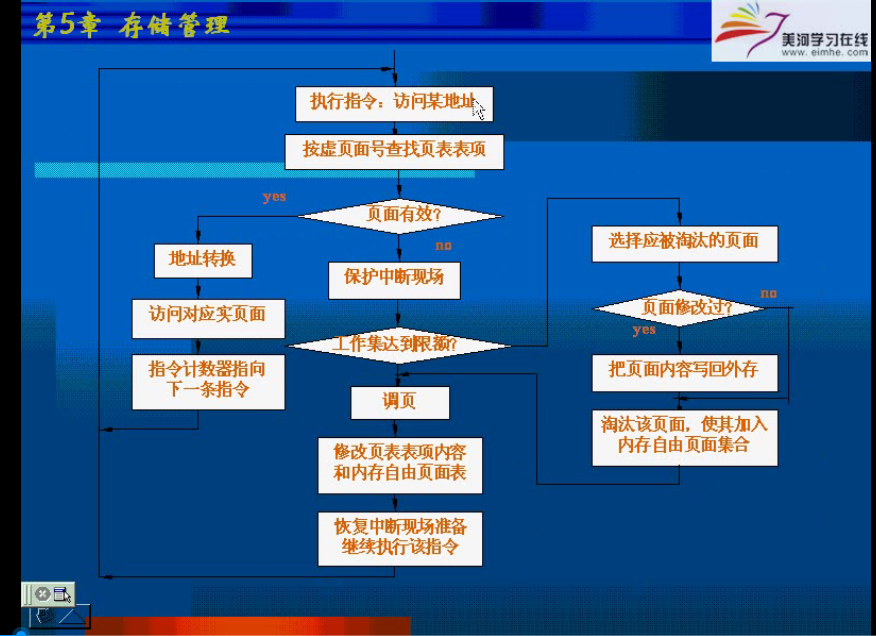 第5章 存储管理
美河学习在线
www.eimhe.com
执行指令：访问某地址
按虚页面号查找页表表项
yes
页面有效？
no
地址转换
保护中断现场
访问对应实页面
工作集达到限额？
指令计数器指向
下一条指令
调页
修改页表表项内容
和内存自由页面表
恢复中断现场准备
继续执行该指令
选择应被淘汰的页面
页面修改过？
no
yes
把页面内容写回外存
淘汰该页面，使其加入
内存自由页面集合